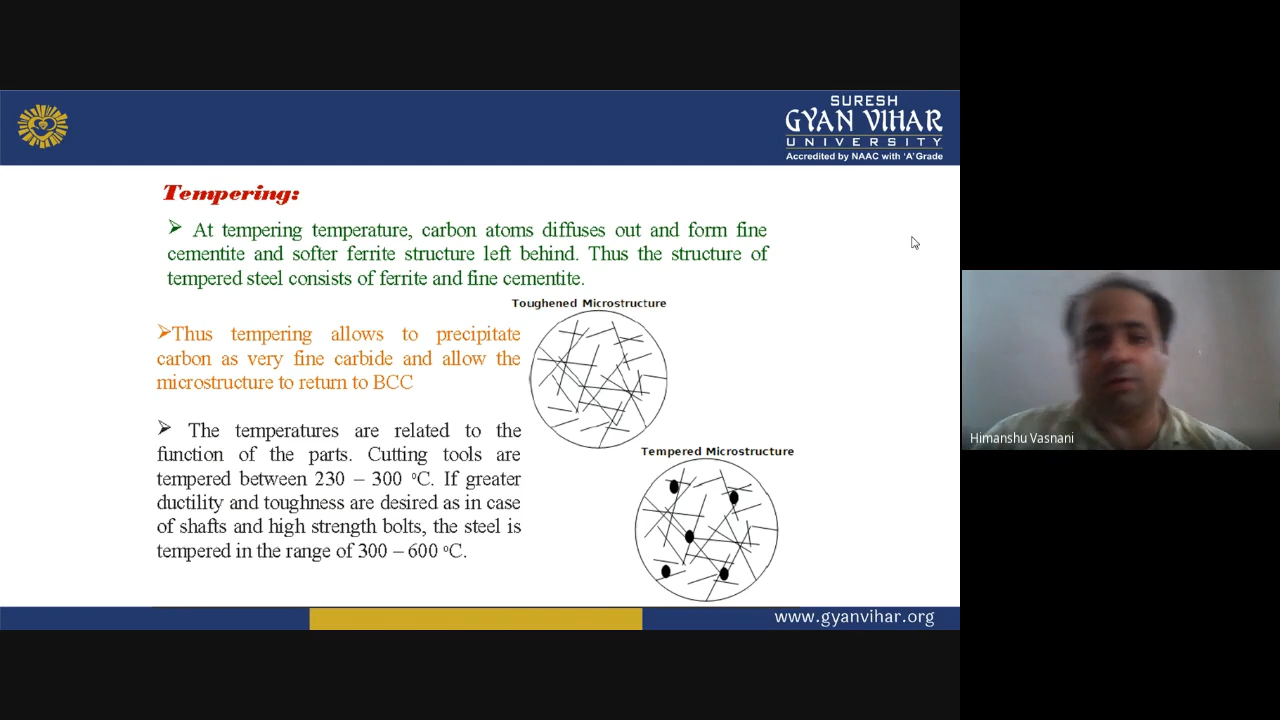 SURESH
GYAN VIHAR
UNIVERSITY
Accredited by NAAC with 'A' Grade
Tempering:
➢ At tempering temperature, carbon atoms diffuses out and form fine
cementite and softer ferrite structure left behind. Thus the structure of
tempered steel consists of ferrite and fine cementite.
Toughened Microstructure
➢Thus tempering allows to precipitate
carbon as very fine carbide and allow the
microstructure to return to BCC
➢ The temperatures are related to the
function of the parts. Cutting tools are
tempered between 230 – 300 ºC. If greater
ductility and toughness are desired as in case
of shafts and high strength bolts, the steel is
tempered in the range of 300 – 600 ºC.
Tempered Microstructure
Himanshu Vasnani
www.gyanvihar.org